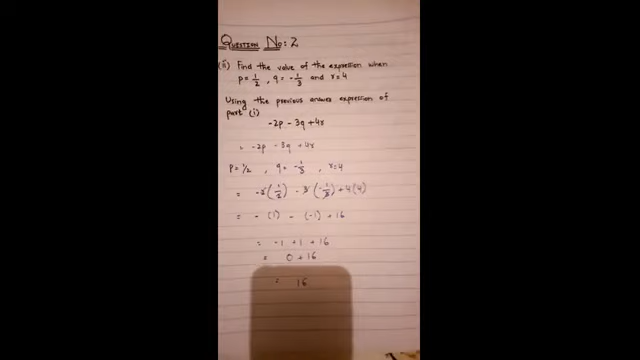 QUESTION NO: 2
(ii) Find the value of the expression when
p = 1/2 , q = -1/3 and r = 4
Using the previous answer expression of
part (i)
-2p - 3q + 4r
= -2p - 3q + 4r
p = 1/2 , q = -1/3 , r = 4
= -2(1/2) - 3(-1/3) + 4(4)
= -(1) - (-1) + 16
= -1 + 1 + 16
= 0 + 16
= 16